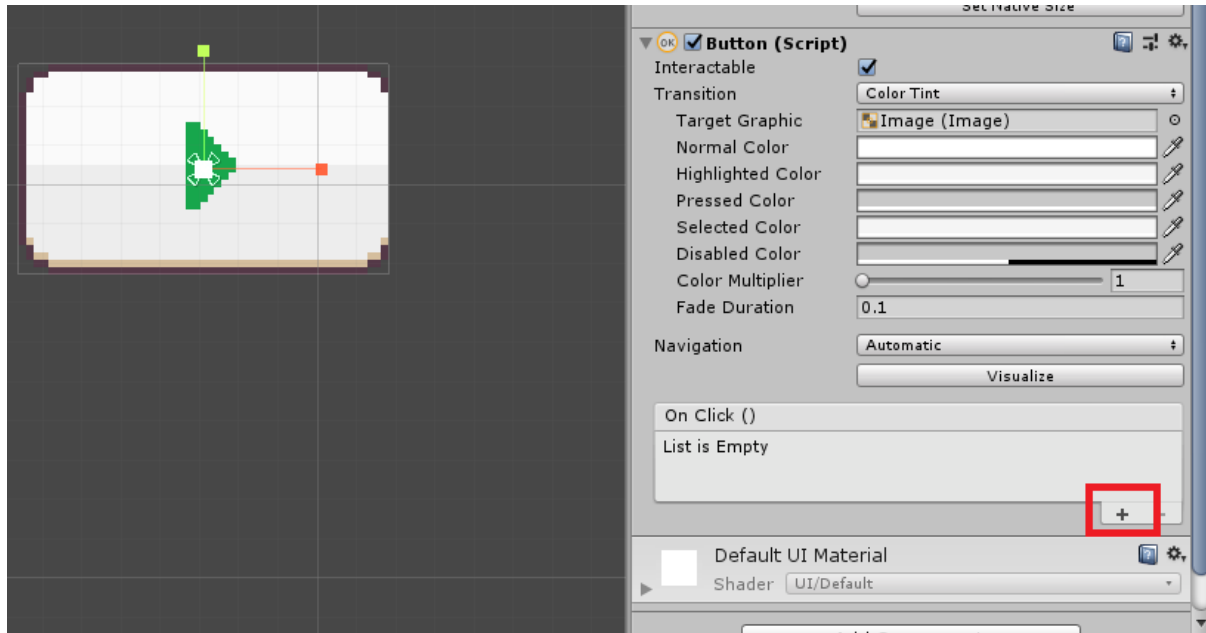 Set Native Size
OK Button (Script)
Interactable
Transition Color Tint
Target Graphic Image (Image)
Normal Color
Highlighted Color
Pressed Color
Selected Color
Disabled Color
Color Multiplier 1
Fade Duration 0.1
Navigation Automatic
Visualize
On Click ()
List is Empty
+ -
Default UI Material
Shader UI/Default